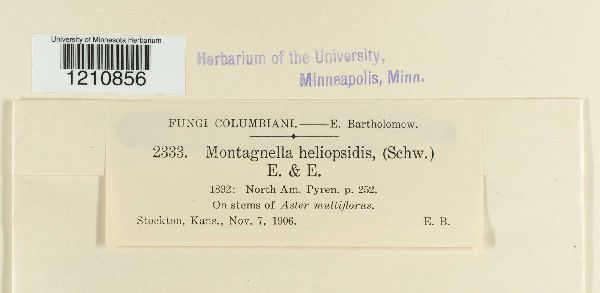 University of Minnesota Herbarium
1210856
Herbarium of the University,
Minneapolis, Minn.
FUNGI COLUMBIANI.——E. Bartholomew.
2333. Montagnella heliopsidis, (Schw.)
E. & E.
1892: North Am. Pyren. p. 252.
On stems of Aster multiflorus.
Stockton, Kans., Nov. 7, 1906. E. B.